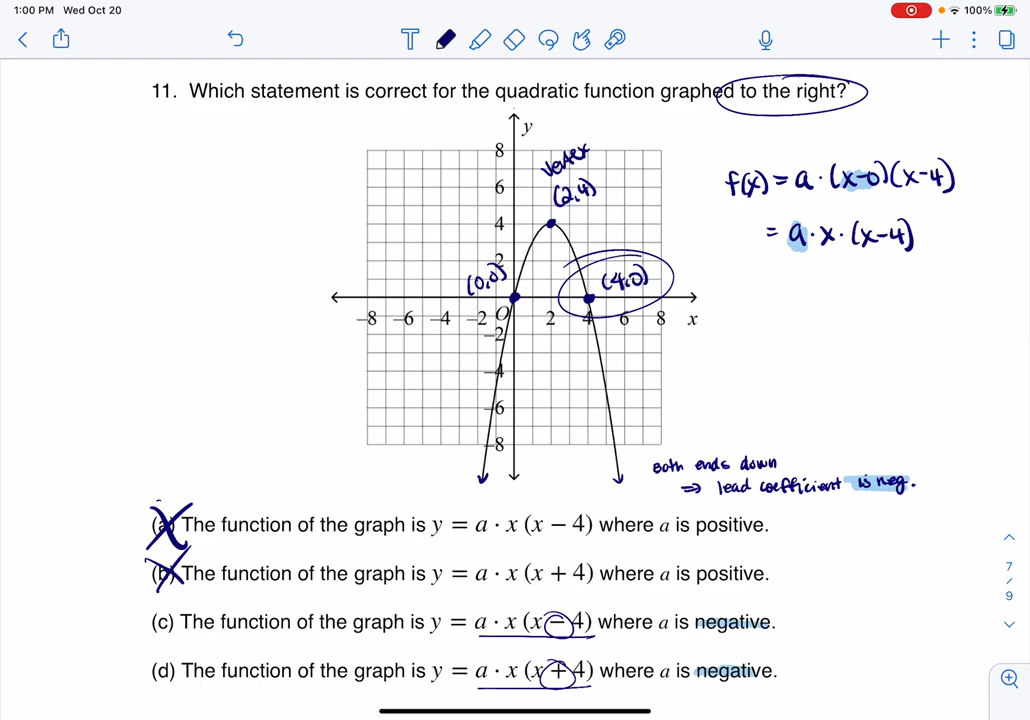 1:00 PM Wed Oct 20
100%
T
11. Which statement is correct for the quadratic function graphed to the right?
y
8
vertex
6
(2,4)
4
2
(0,0)
(4,0)
O
-8 -6 -4 -2 2 4 6 8 x
-2
-4
-6
-8
f(x) = a · (x-0)(x-4)
= a · x · (x-4)
Both ends down
⇒ lead coefficient is neg.
(a) The function of the graph is y = a · x (x − 4) where a is positive.
(b) The function of the graph is y = a · x (x + 4) where a is positive.
(c) The function of the graph is y = a · x (x − 4) where a is negative.
(d) The function of the graph is y = a · x (x + 4) where a is negative.
7
/
9